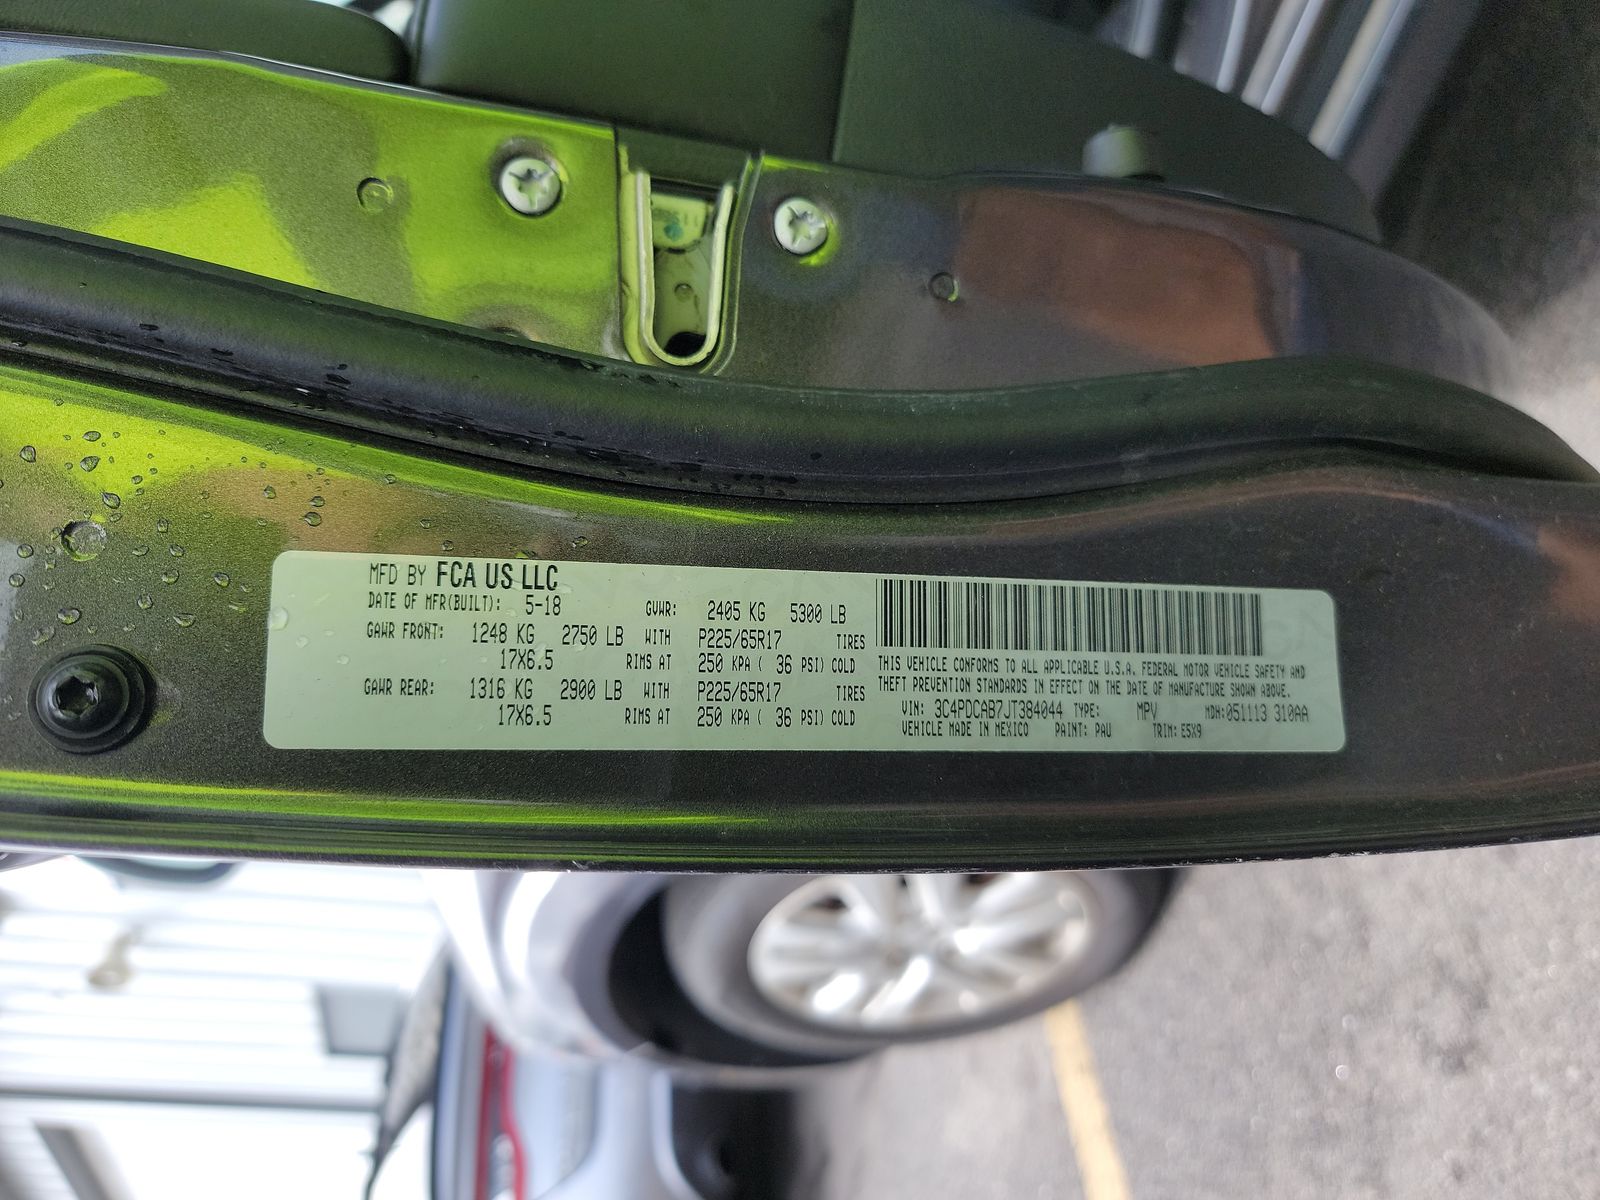 MFD BY FCA US LLC
DATE OF MFR(BUILT): 5-18 GVWR: 2405 KG 5300 LB
GAWR FRONT: 1248 KG 2750 LB WITH P225/65R17 TIRES
17X6.5 RIMS AT 250 KPA ( 36 PSI) COLD
GAWR REAR: 1316 KG 2900 LB WITH P225/65R17 TIRES
17X6.5 RIMS AT 250 KPA ( 36 PSI) COLD
THIS VEHICLE CONFORMS TO ALL APPLICABLE U.S.A. FEDERAL MOTOR VEHICLE SAFETY AND
THEFT PREVENTION STANDARDS IN EFFECT ON THE DATE OF MANUFACTURE SHOWN ABOVE.
VIN: 3C4PDCAB7JT384044 TYPE: MPV MDH:051113 310AA
VEHICLE MADE IN MEXICO PAINT: PAU TRIM: E5X9